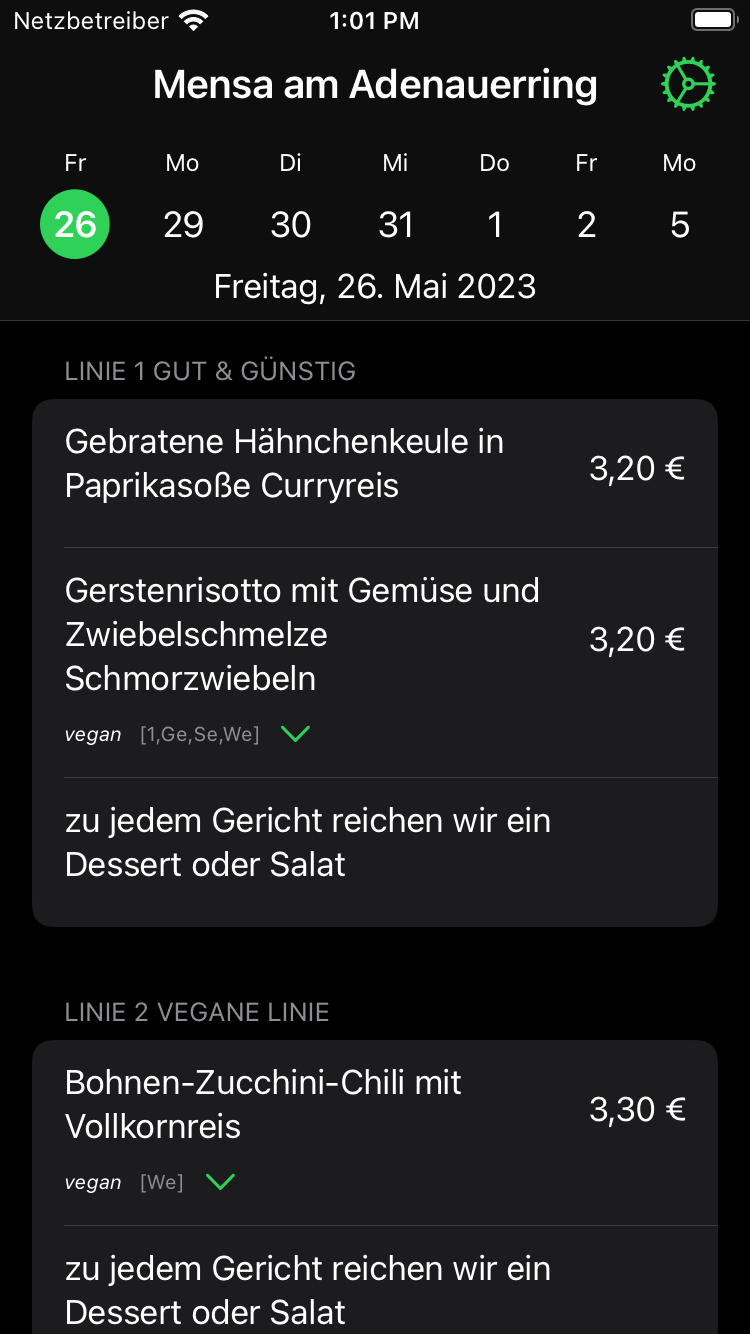 Netzbetreiber 1:01 PM
Mensa am Adenauerring
Fr Mo Di Mi Do Fr Mo
26 29 30 31 1 2 5
Freitag, 26. Mai 2023
LINIE 1 GUT & GÜNSTIG
Gebratene Hähnchenkeule in
Paprikasoße Curryreis
3,20 €
Gerstenrisotto mit Gemüse und
Zwiebelschmelze
Schmorzwiebeln
3,20 €
vegan [1,Ge,Se,We]
zu jedem Gericht reichen wir ein
Dessert oder Salat
LINIE 2 VEGANE LINIE
Bohnen-Zucchini-Chili mit
Vollkornreis
3,30 €
vegan [We]
zu jedem Gericht reichen wir ein
Dessert oder Salat